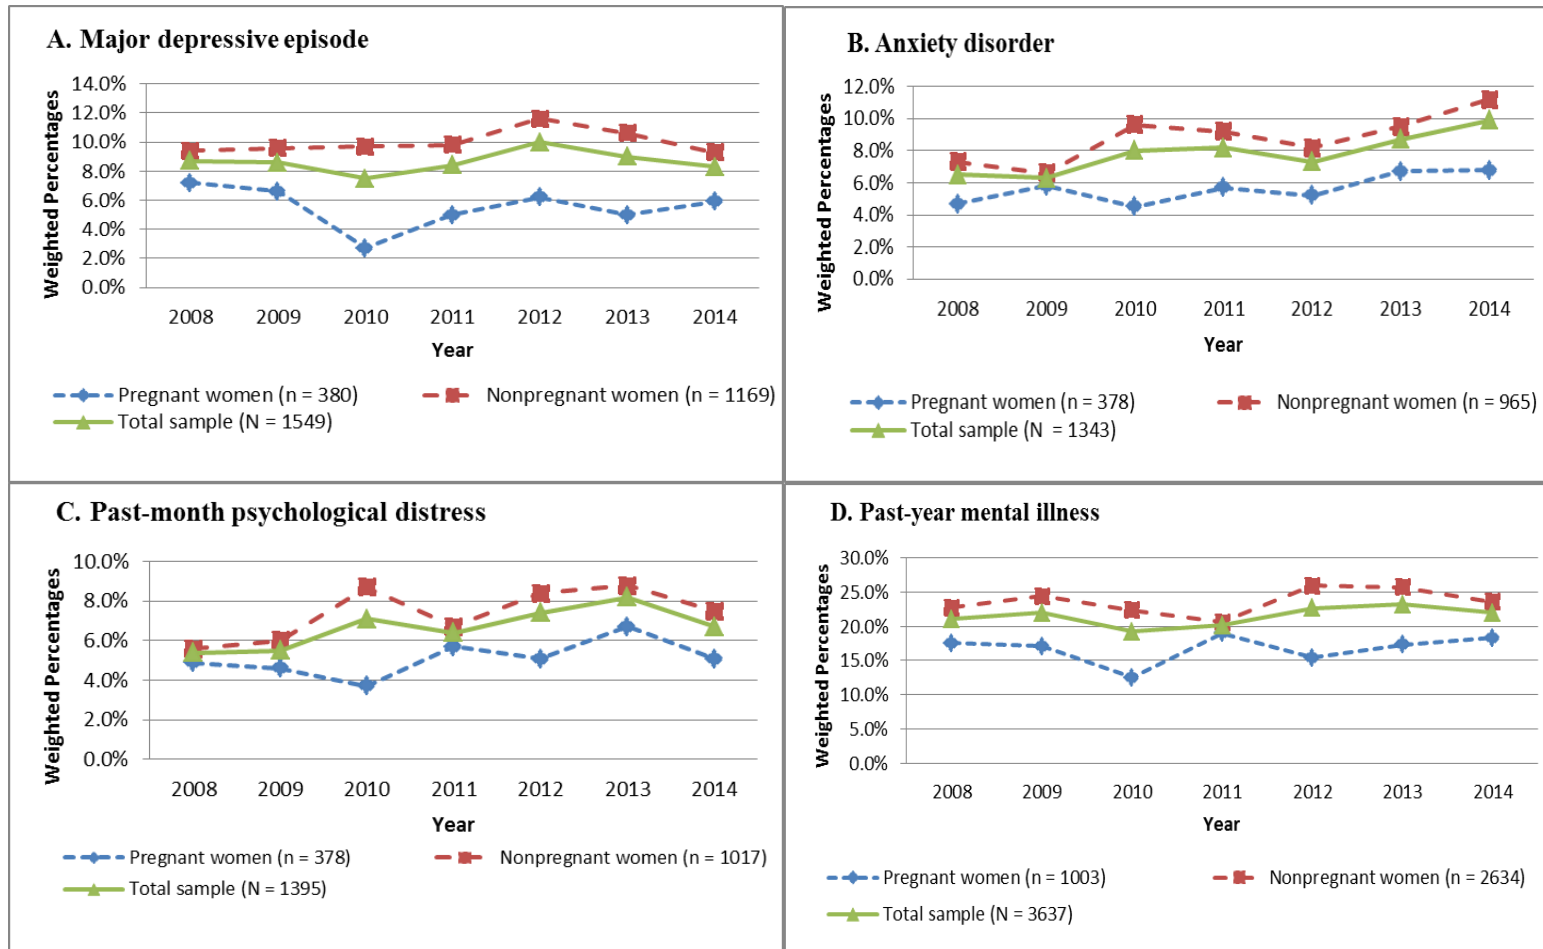 A. Major depressive episode
14.0%
12.0%
10.0%
8.0%
6.0%
4.0%
2.0%
0.0%
Weighted Percentages
2008 2009 2010 2011 2012 2013 2014
Year
Pregnant women (n = 380) Nonpregnant women (n = 1169)
Total sample (N = 1549)
B. Anxiety disorder
12.0%
10.0%
8.0%
6.0%
4.0%
2.0%
0.0%
Weighted Percentages
2008 2009 2010 2011 2012 2013 2014
Year
Pregnant women (n = 378) Nonpregnant women (n = 965)
Total sample (N = 1343)
C. Past-month psychological distress
10.0%
8.0%
6.0%
4.0%
2.0%
0.0%
Weighted Percentages
2008 2009 2010 2011 2012 2013 2014
Year
Pregnant women (n = 378) Nonpregnant women (n = 1017)
Total sample (N = 1395)
D. Past-year mental illness
30.0%
25.0%
20.0%
15.0%
10.0%
5.0%
0.0%
Weighted Percentages
2008 2009 2010 2011 2012 2013 2014
Year
Pregnant women (n = 1003) Nonpregnant women (n = 2634)
Total sample (N = 3637)